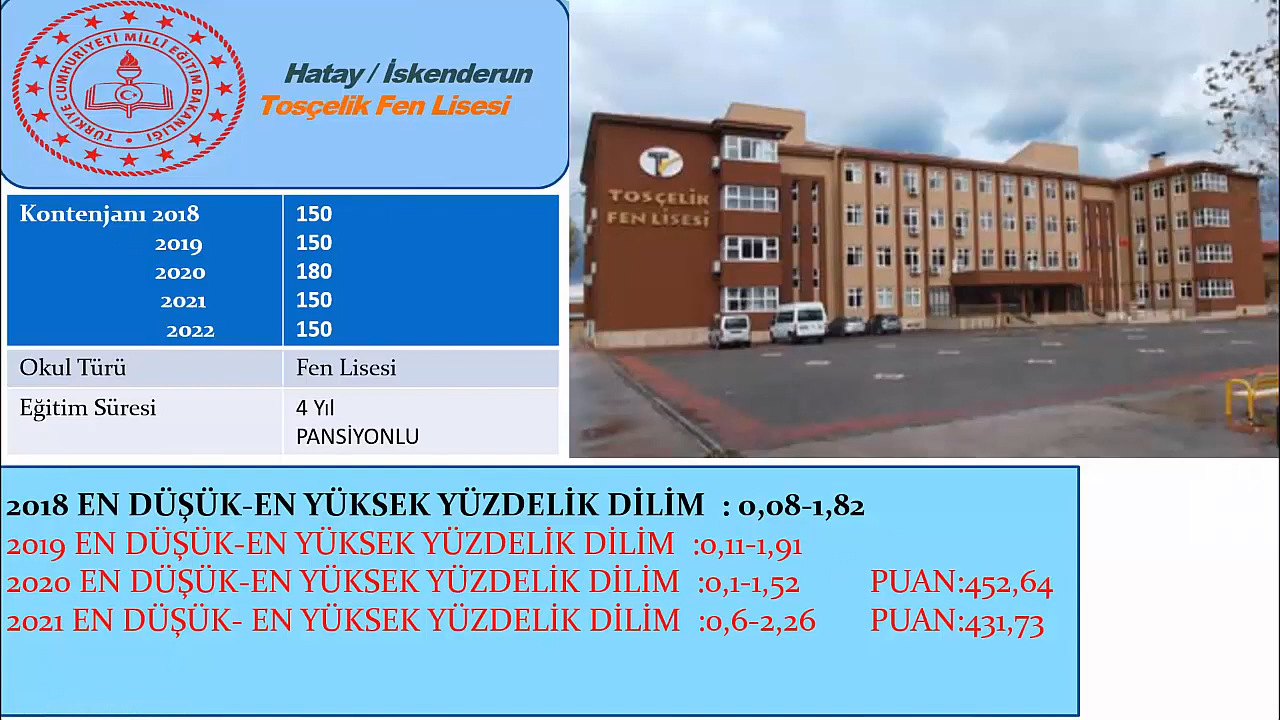 TÜRKİYE CUMHURİYETİ MİLLÎ EĞİTİM BAKANLIĞI
Hatay / İskenderun
Tosçelik Fen Lisesi
TOSÇELİK
FEN LİSESİ
Kontenjanı 2018 150
2019 150
2020 180
2021 150
2022 150
Okul Türü Fen Lisesi
Eğitim Süresi 4 Yıl
PANSİYONLU
2018 EN DÜŞÜK-EN YÜKSEK YÜZDELİK DİLİM : 0,08-1,82
2019 EN DÜŞÜK-EN YÜKSEK YÜZDELİK DİLİM :0,11-1,91
2020 EN DÜŞÜK-EN YÜKSEK YÜZDELİK DİLİM :0,1-1,52 PUAN:452,64
2021 EN DÜŞÜK- EN YÜKSEK YÜZDELİK DİLİM :0,6-2,26 PUAN:431,73